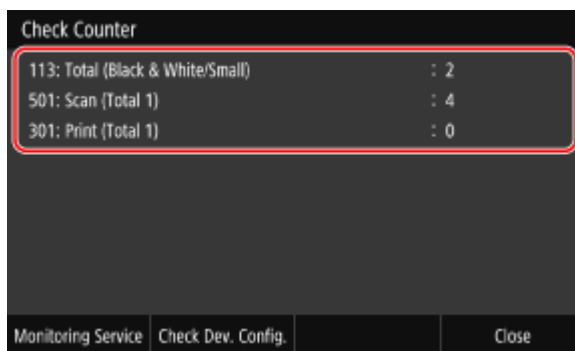 Check Counter
113: Total (Black & White/Small) : 2
501: Scan (Total 1) : 4
301: Print (Total 1) : 0
Monitoring Service Check Dev. Config. Close